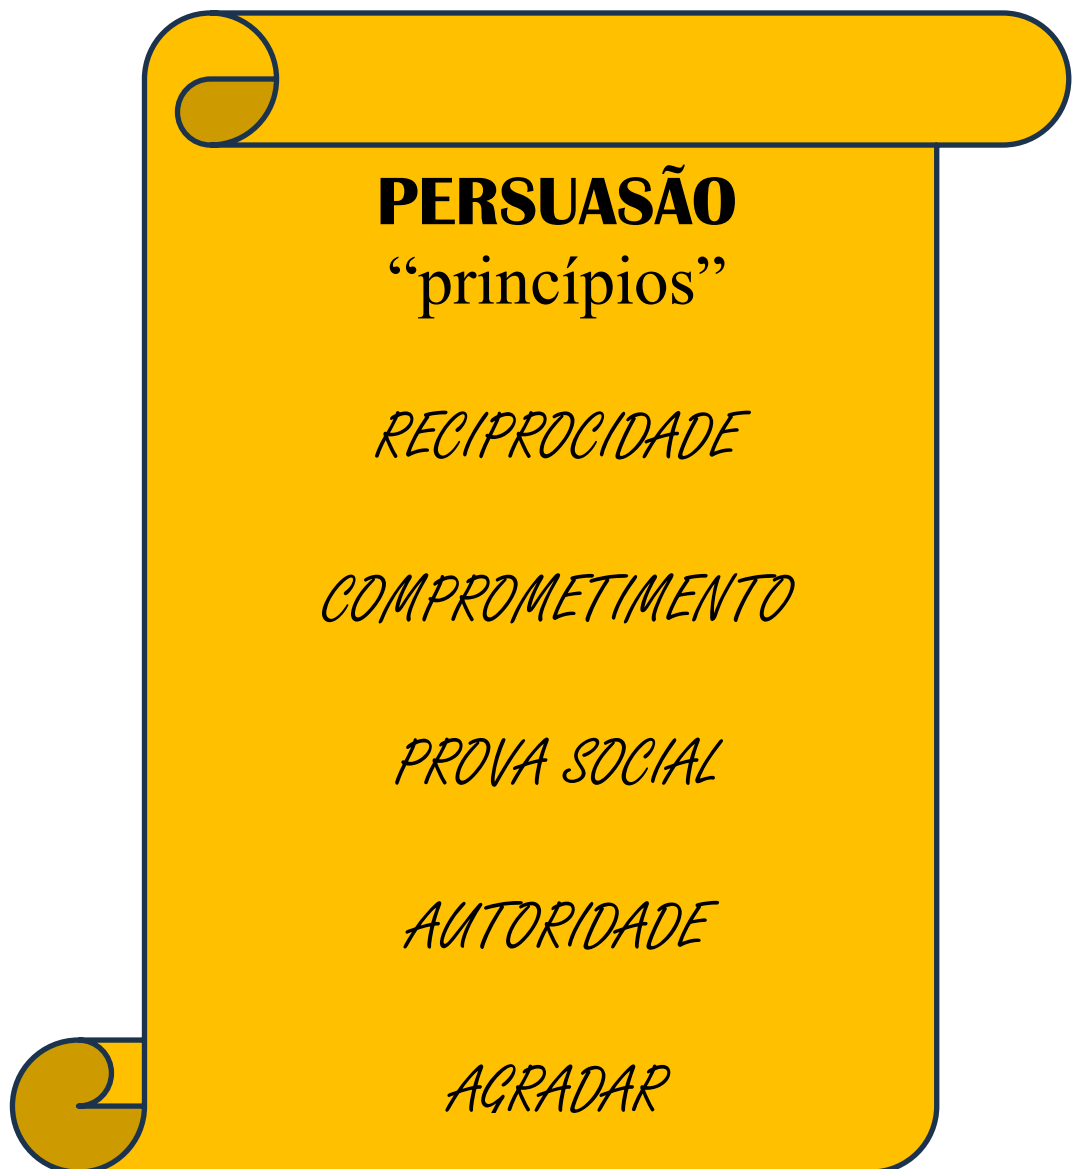 PERSUASÃO
“princípios”
RECIPROCIDADE
COMPROMETIMENTO
PROVA SOCIAL
AUTORIDADE
AGRADAR